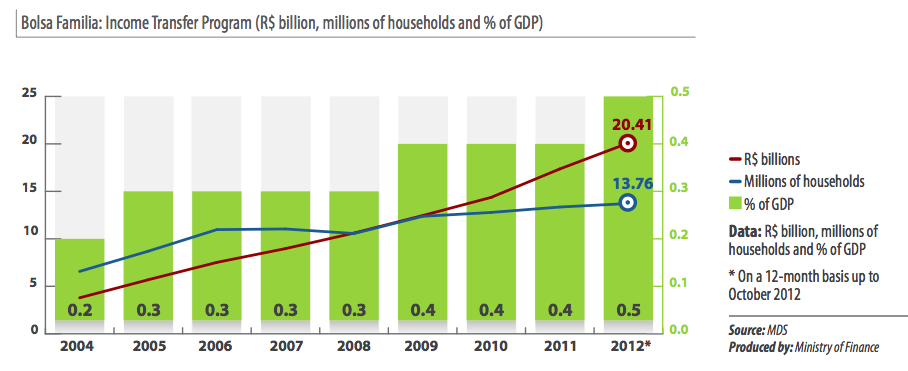 Bolsa Familia: Income Transfer Program (R$ billion, millions of households and % of GDP)
25
20
15
10
5
0
0.5
0.4
0.3
0.2
0.1
0.0
20.41
13.76
0.2 0.3 0.3 0.3 0.3 0.4 0.4 0.4 0.5
2004 2005 2006 2007 2008 2009 2010 2011 2012*
R$ billions
Millions of households
% of GDP
Data: R$ billion, millions of
households and % of GDP
* On a 12-month basis up to
October 2012
Source: MDS
Produced by: Ministry of Finance